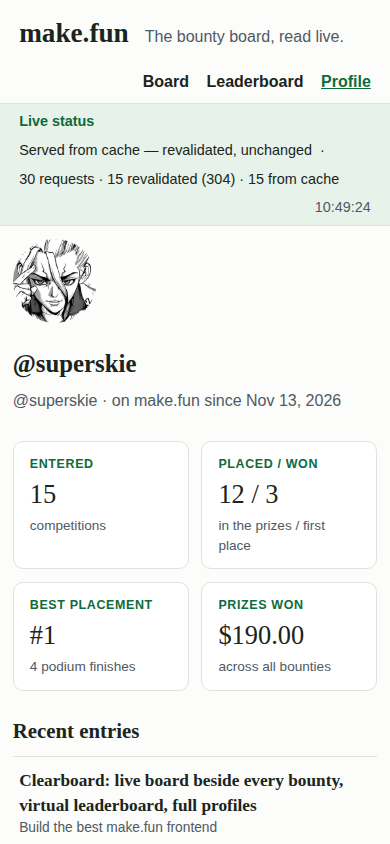 make.fun The bounty board, read live.
Board Leaderboard Profile
Live status
Served from cache — revalidated, unchanged ·
30 requests · 15 revalidated (304) · 15 from cache
10:49:24
@superskie
@superskie · on make.fun since Nov 13, 2026
ENTERED
15
competitions
PLACED / WON
12 / 3
in the prizes / first
place
BEST PLACEMENT
#1
4 podium finishes
PRIZES WON
$190.00
across all bounties
Recent entries
Clearboard: live board beside every bounty,
virtual leaderboard, full profiles
Build the best make.fun frontend